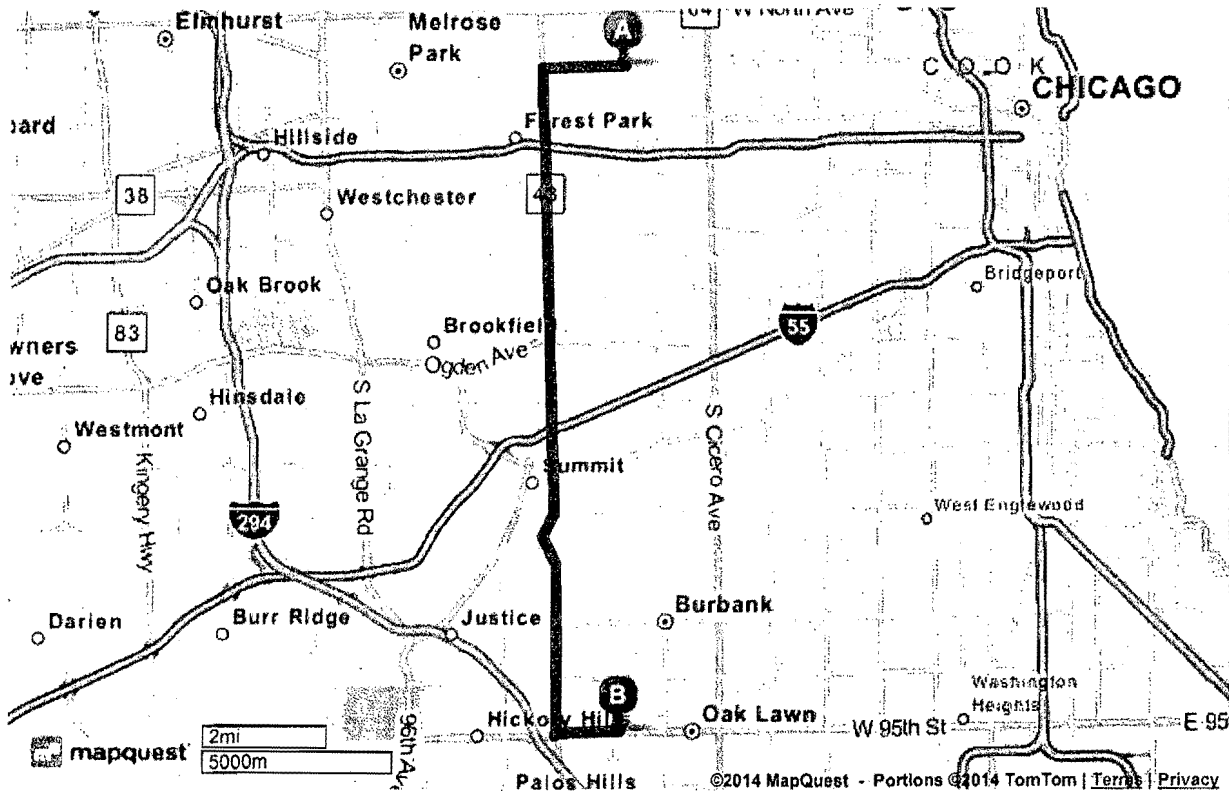 Elmhurst
Melrose
Park
A
W North Ave
C O O K
CHICAGO
Hillside
Forest Park
38
Westchester
43
Oak Brook
Bridgeport
83
Brookfield
55
Ogden Ave
Hinsdale
S La Grange Rd
S Cicero Ave
Westmont
Kingery Hwy
Summit
294
West Englewood
Darien
Burr Ridge
Justice
Burbank
B
Washington
Heights
Hickory Hills
Oak Lawn
W 95th St
E 95
mapquest
2mi
5000m
96th Av
Palos Hills
©2014 MapQuest - Portions ©2014 TomTom | Terms | Privacy